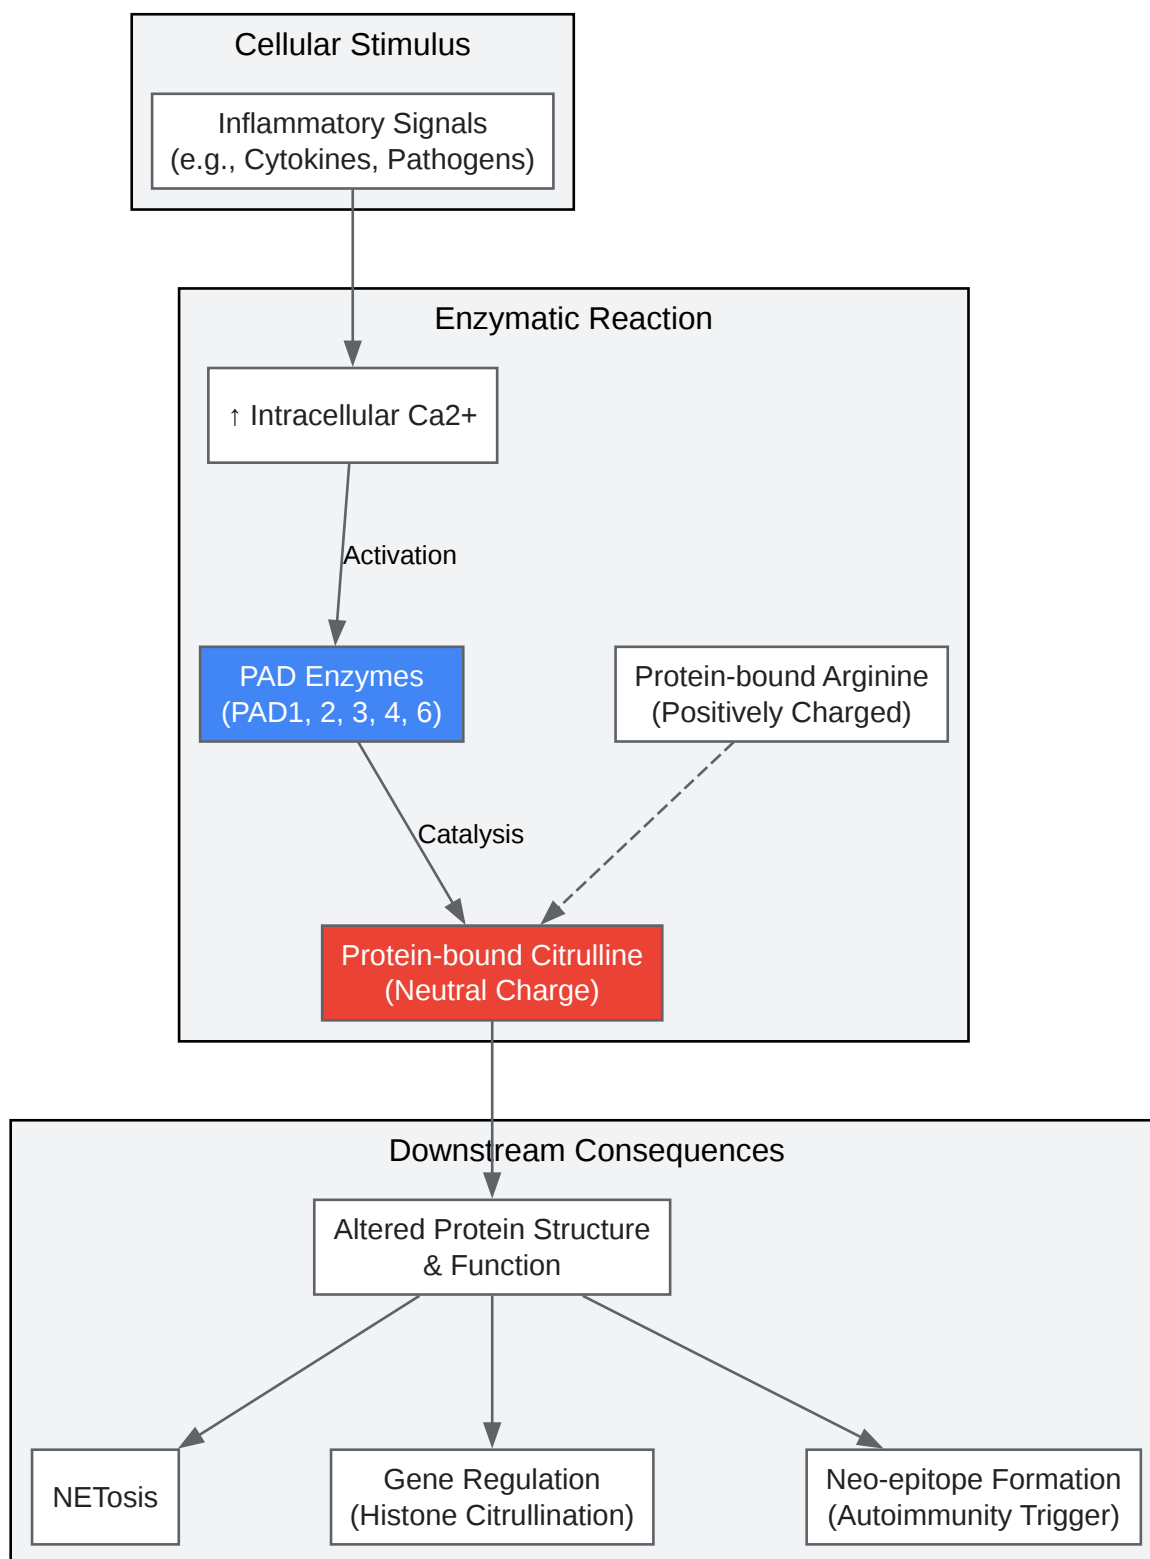 Cellular Stimulus
Inflammatory Signals
(e.g., Cytokines, Pathogens)
Enzymatic Reaction
↑ Intracellular Ca2+
Activation
PAD Enzymes
(PAD1, 2, 3, 4, 6)
Protein-bound Arginine
(Positively Charged)
Catalysis
Protein-bound Citrulline
(Neutral Charge)
Downstream Consequences
Altered Protein Structure
& Function
NETosis
Gene Regulation
(Histone Citrullination)
Neo-epitope Formation
(Autoimmunity Trigger)